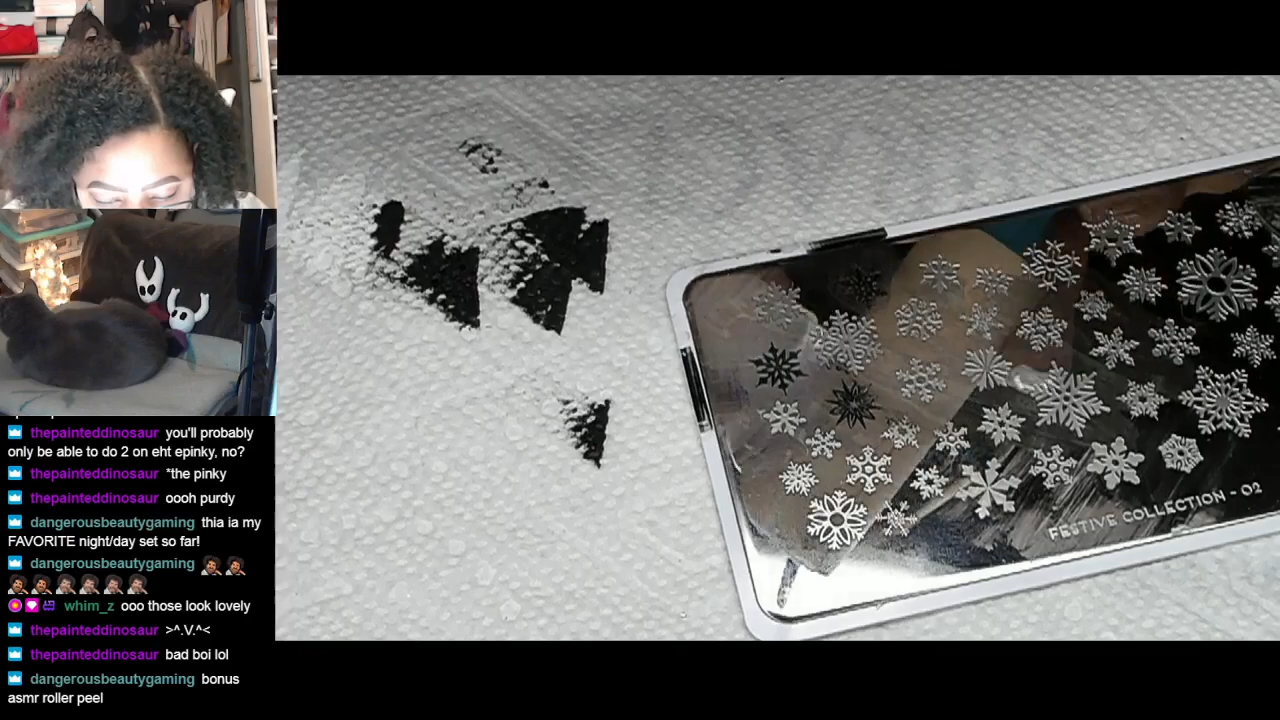 thepainteddinosaur you'll probably
only be able to do 2 on eht epinky, no?
thepainteddinosaur *the pinky
thepainteddinosaur oooh purdy
dangerousbeautygaming thia ia my
FAVORITE night/day set so far!
dangerousbeautygaming
whim_z ooo those look lovely
thepainteddinosaur >^.V.^<
thepainteddinosaur bad boi lol
dangerousbeautygaming bonus
asmr roller peel
FESTIVE COLLECTION - 02